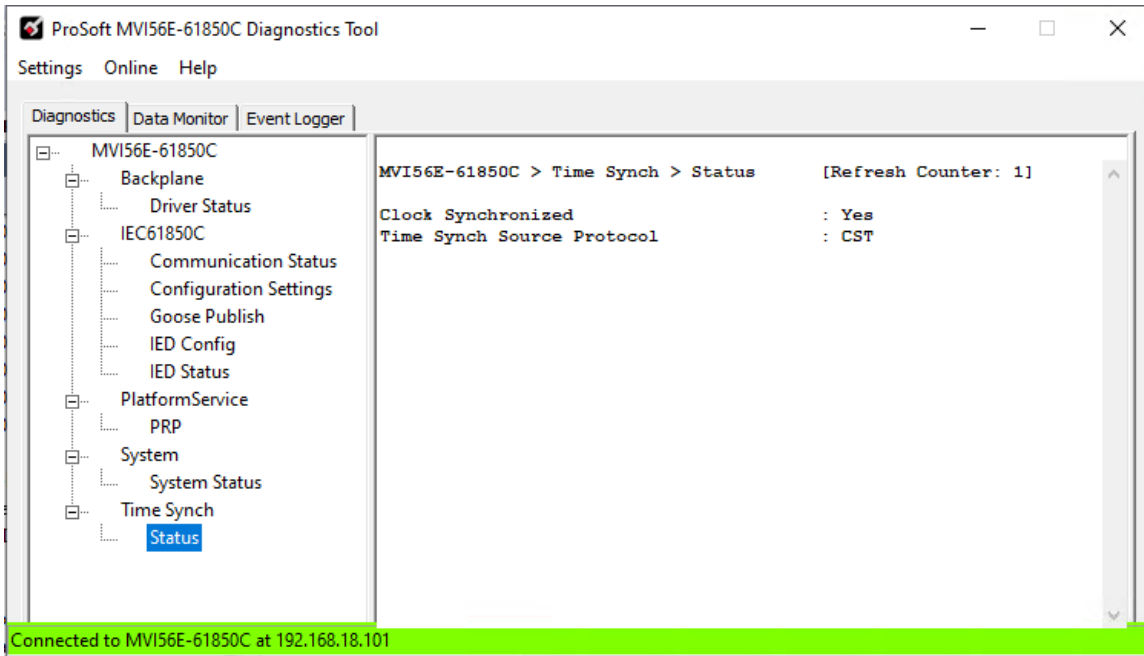 ProSoft MVI56E-61850C Diagnostics Tool
Settings Online Help
Diagnostics Data Monitor Event Logger
MVI56E-61850C
Backplane
Driver Status
IEC61850C
Communication Status
Configuration Settings
Goose Publish
IED Config
IED Status
PlatformService
PRP
System
System Status
Time Synch
Status
MVI56E-61850C > Time Synch > Status [Refresh Counter: 1]
Clock Synchronized : Yes
Time Synch Source Protocol : CST
Connected to MVI56E-61850C at 192.168.18.101